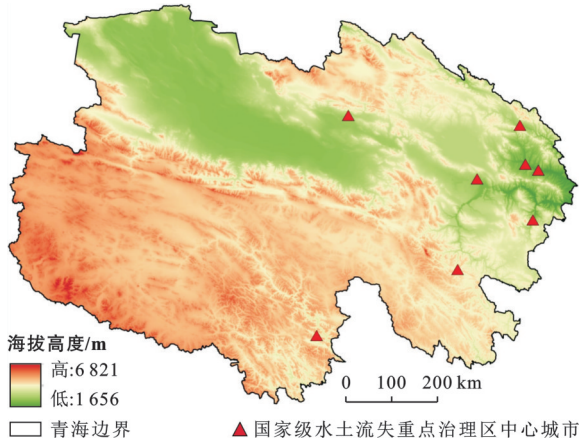 海拔高度/m
高:6 821
低:1 656
0 100 200 km
青海边界
国家级水土流失重点治理区中心城市